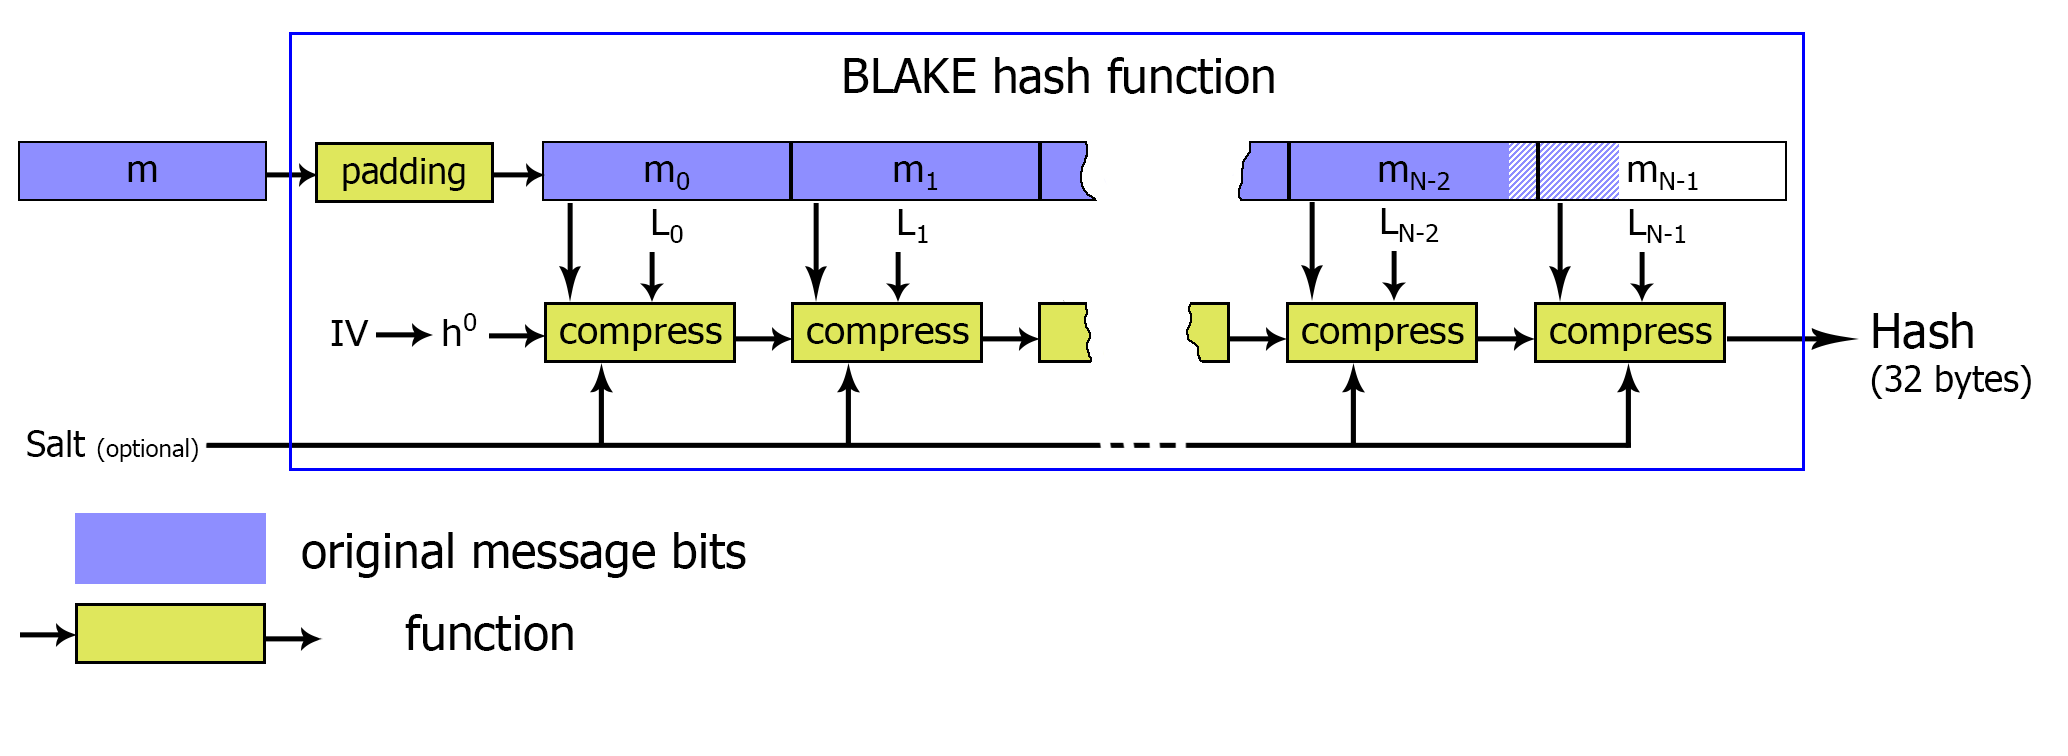 BLAKE hash function
m
padding
m0
m1
mN-2
mN-1
L0
L1
LN-2
LN-1
IV
h0
compress
compress
compress
compress
Hash
(32 bytes)
Salt (optional)
original message bits
function